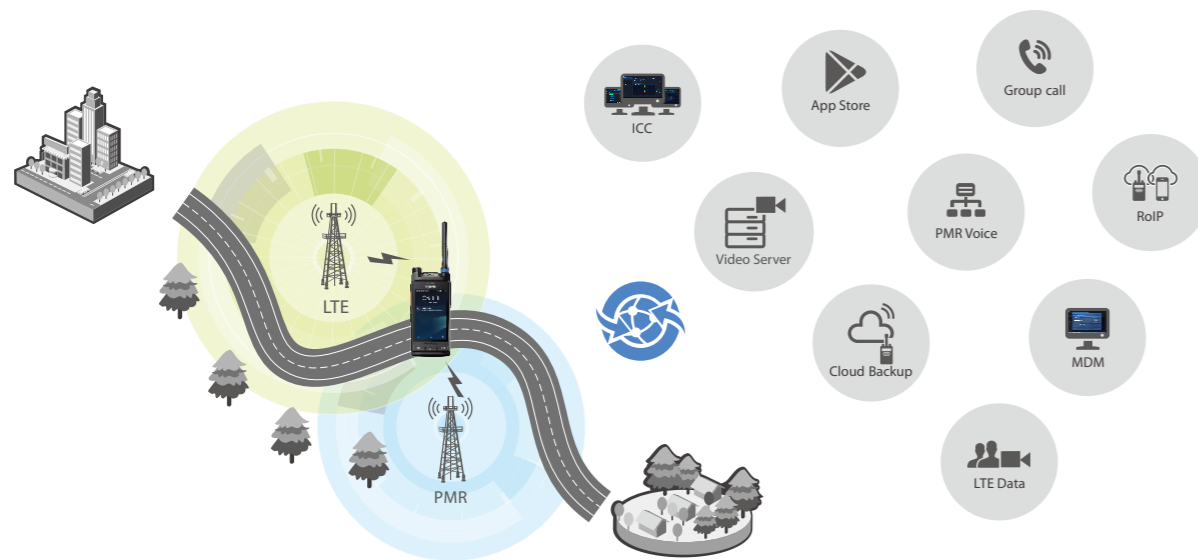 LTE
PMR
ICC
App Store
Group call
Video Server
PMR Voice
RoIP
Cloud Backup
MDM
LTE Data